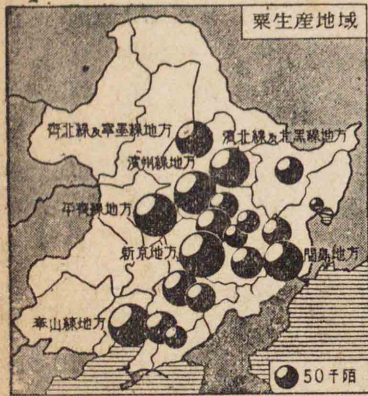 粟生産地域
齊北線及寧墨線地方
濱北線及北黑線地方
濱州線地方
平齊線地方
新京地方
間島地方
奉山線地方
50千陌